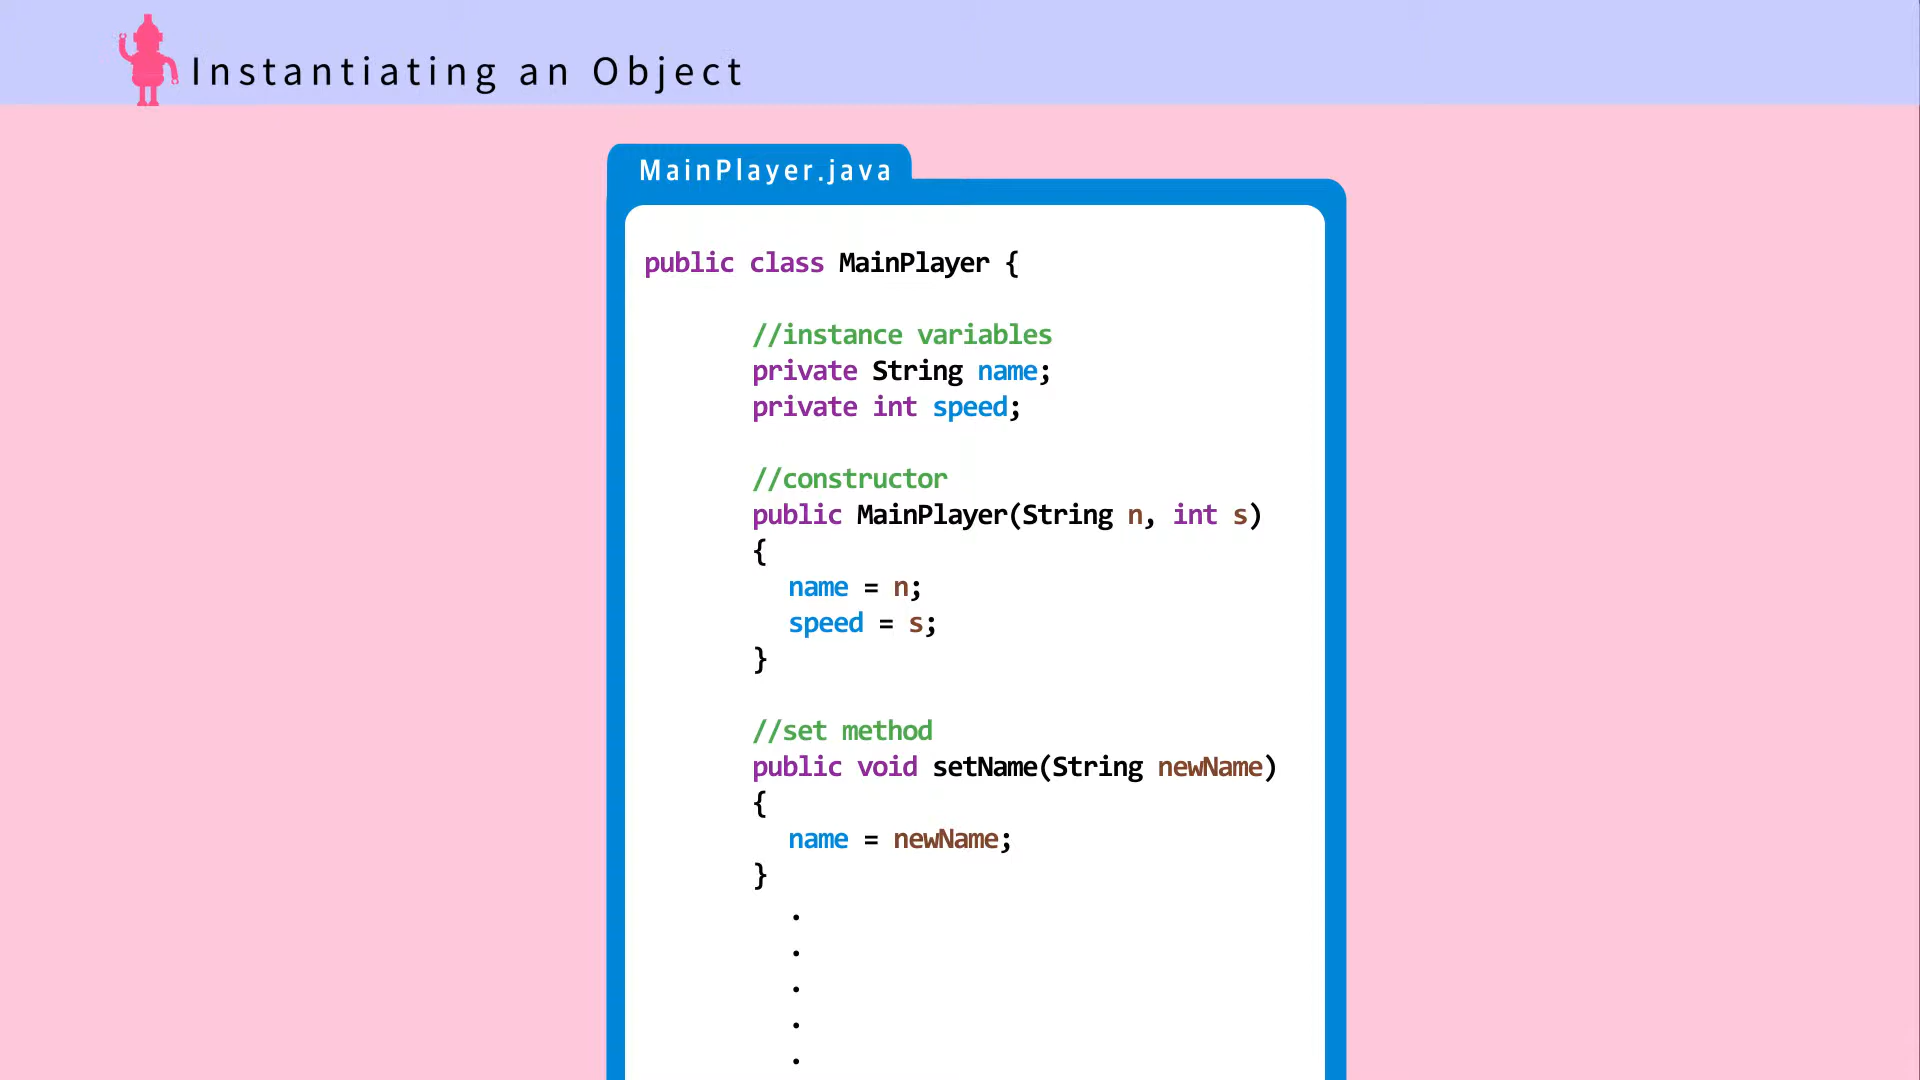 Instantiating an Object
MainPlayer.java
public class MainPlayer {
//instance variables
private String name;
private int speed;
//constructor
public MainPlayer(String n, int s)
{
name = n;
speed = s;
}
//set method
public void setName(String newName)
{
name = newName;
}
.
.
.
.
.